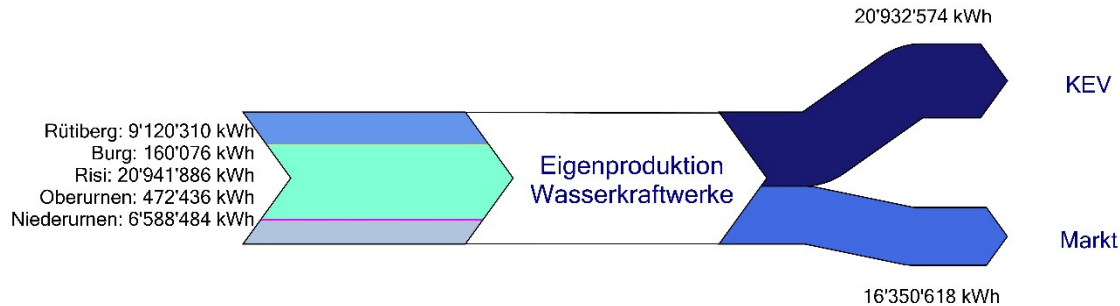 20'932'574 kWh
KEV
Rütiberg: 9'120'310 kWh
Burg: 160'076 kWh
Risi: 20'941'886 kWh
Oberurnen: 472'436 kWh
Niederurnen: 6'588'484 kWh
Eigenproduktion
Wasserkraftwerke
Markt
16'350'618 kWh